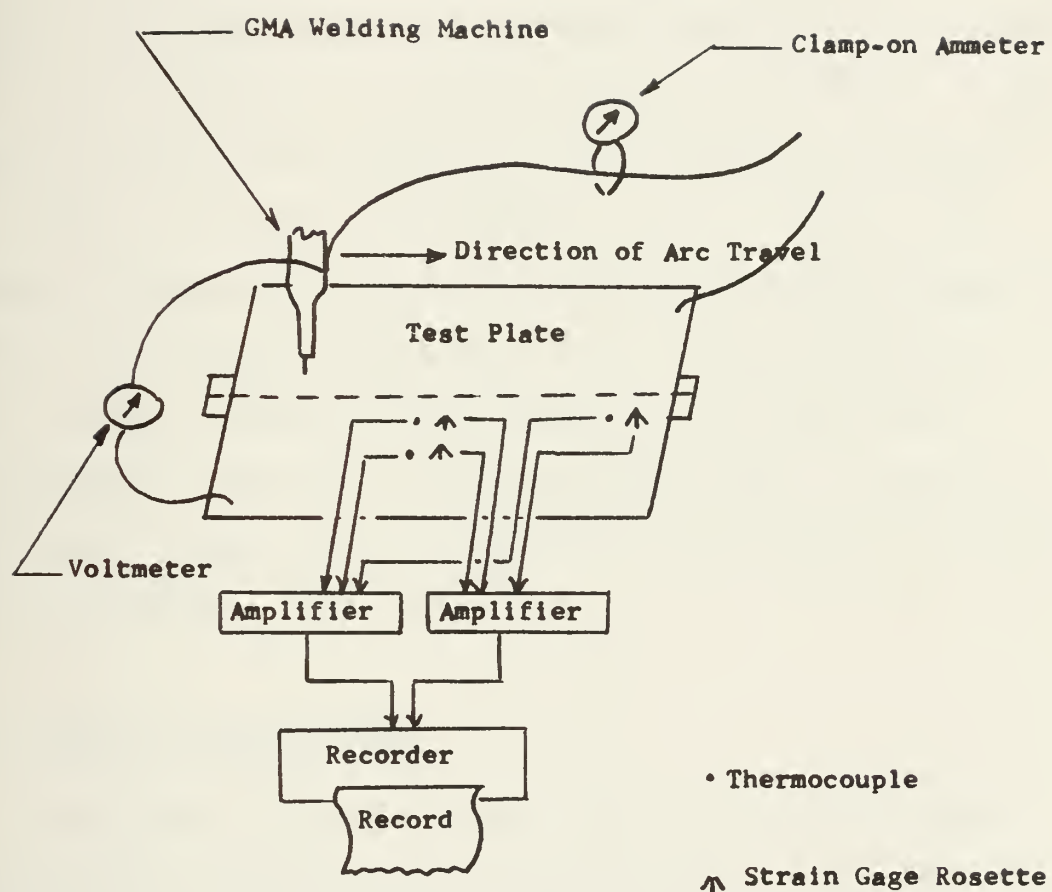 GMA Welding Machine
Clamp-on Ammeter
Direction of Arc Travel
Test Plate
Voltmeter
Amplifier
Amplifier
Recorder
Record
Thermocouple
Strain Gage Rosette